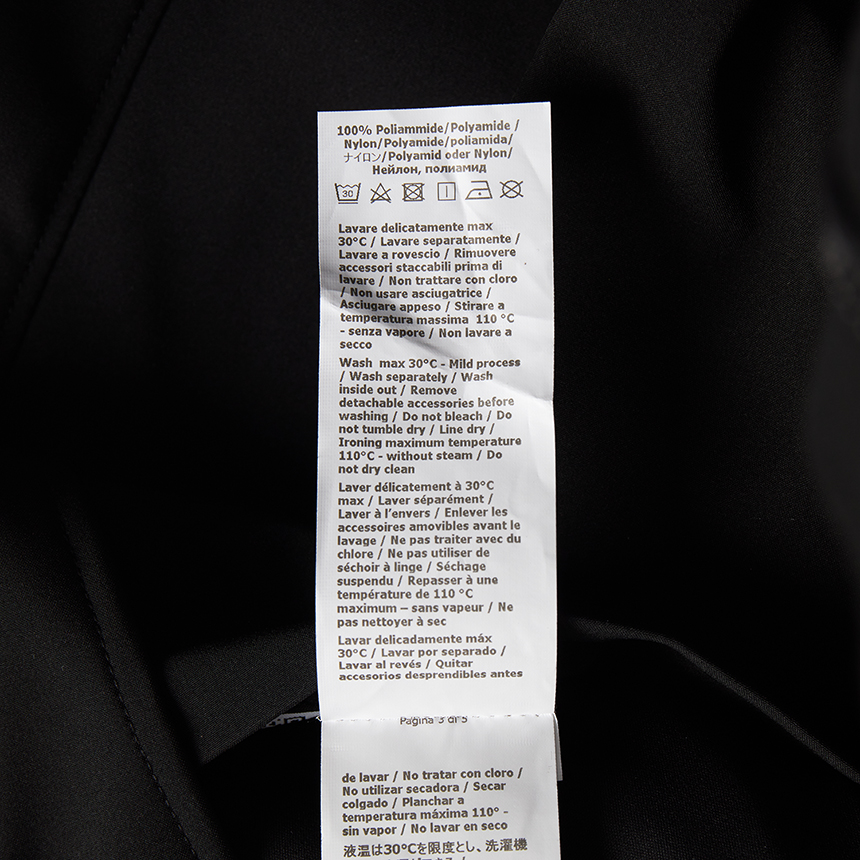 100% Poliammide/Polyamide /
Nylon/Polyamide/poliamida/
ナイロン/Polyamid oder Nylon/
Нейлон, полиамид
30
Lavare delicatamente max
30°C / Lavare separatamente /
Lavare a rovescio / Rimuovere
accessori staccabili prima di
lavare / Non trattare con cloro
/ Non usare asciugatrice /
Asciugare appeso / Stirare a
temperatura massima 110 °C
- senza vapore / Non lavare a
secco
Wash max 30°C - Mild process
/ Wash separately / Wash
inside out / Remove
detachable accessories before
washing / Do not bleach / Do
not tumble dry / Line dry /
Ironing maximum temperature
110°C - without steam / Do
not dry clean
Laver délicatement à 30°C
max / Laver séparément /
Laver à l'envers / Enlever les
accessoires amovibles avant le
lavage / Ne pas traiter avec du
chlore / Ne pas utiliser de
séchoir à linge / Séchage
suspendu / Repasser à une
température de 110 °C
maximum – sans vapeur / Ne
pas nettoyer à sec
Lavar delicadamente máx
30°C / Lavar por separado /
Lavar al revés / Quitar
accesorios desprendibles antes
Pagina 3 di 5
de lavar / No tratar con cloro /
No utilizar secadora / Secar
colgado / Planchar a
temperatura máxima 110° -
sin vapor / No lavar en seco
液温は30℃を限度とし、洗濯機